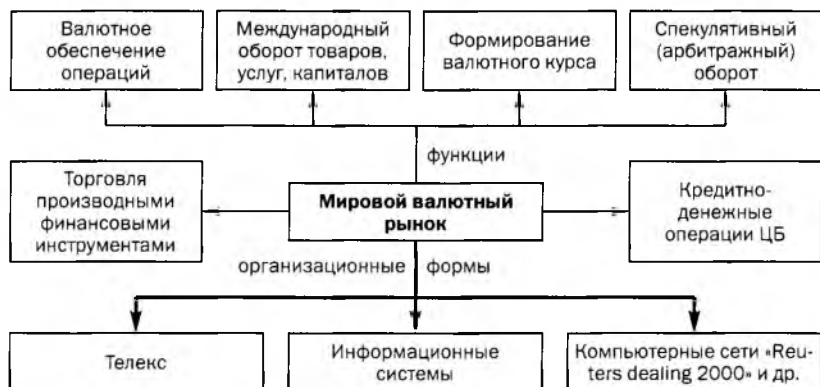 Валютное
обеспечение
операций
Международный
оборот товаров,
услуг, капиталов
Формирование
валютного курса
Спекулятивный
(арбитражный)
оборот
функции
Торговля
производными
финансовыми
инструментами
Мировой валютный
рынок
Кредитно-
денежные
операции ЦБ
организационные формы
Телекс
Информационные
системы
Компьютерные сети «Reu-
ters dealing 2000» и др.